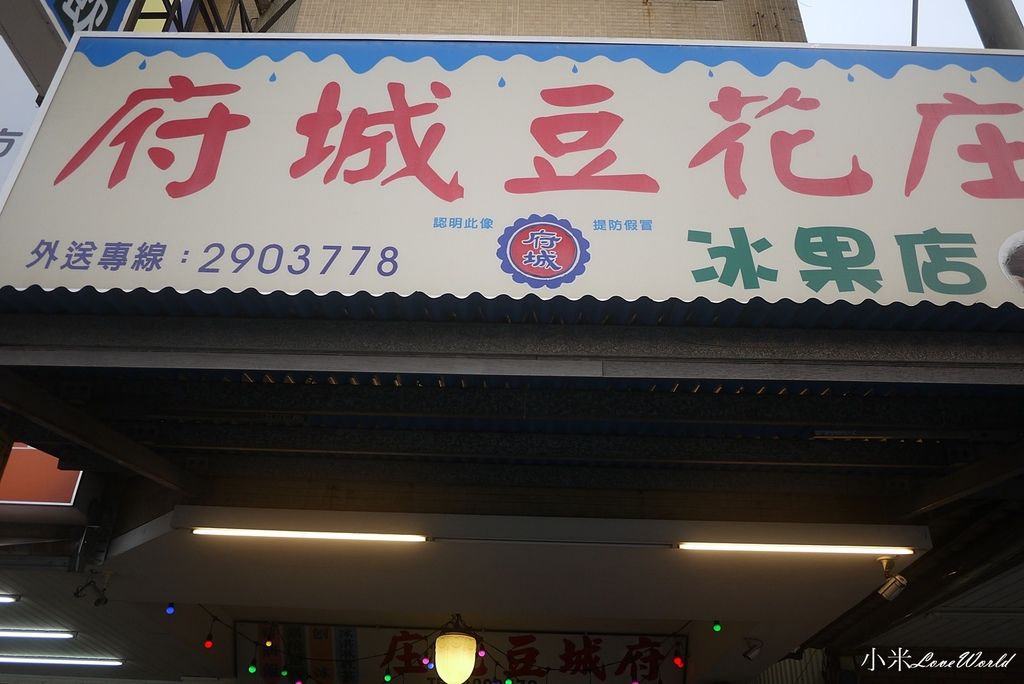 府城豆花庄
認明此像 提防假冒
府城
外送專線：2903778
冰果店
府城豆花庄
小米LoveWorld